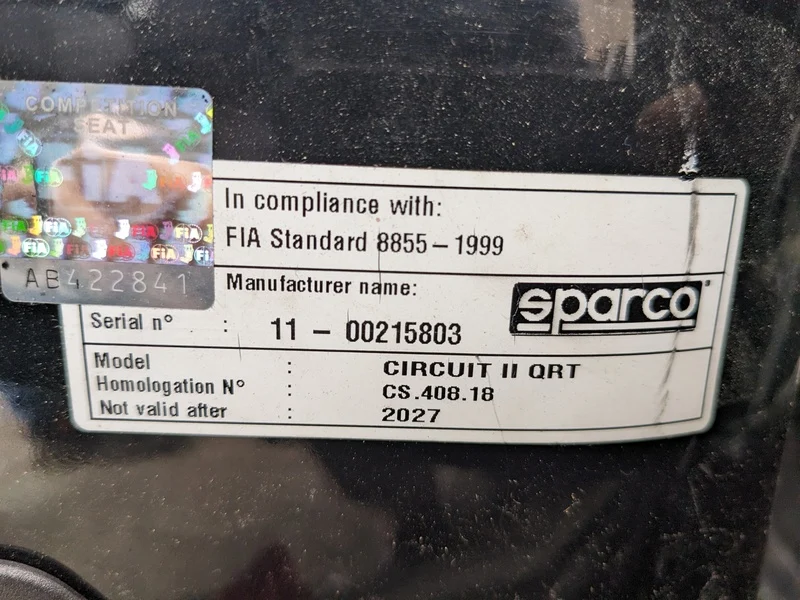 COMPETITION
SEAT
FIA
AB422841
In compliance with:
FIA Standard 8855-1999
Manufacturer name:
sparco
Serial n° : 11 - 00215803
Model : CIRCUIT II QRT
Homologation N° : CS.408.18
Not valid after : 2027